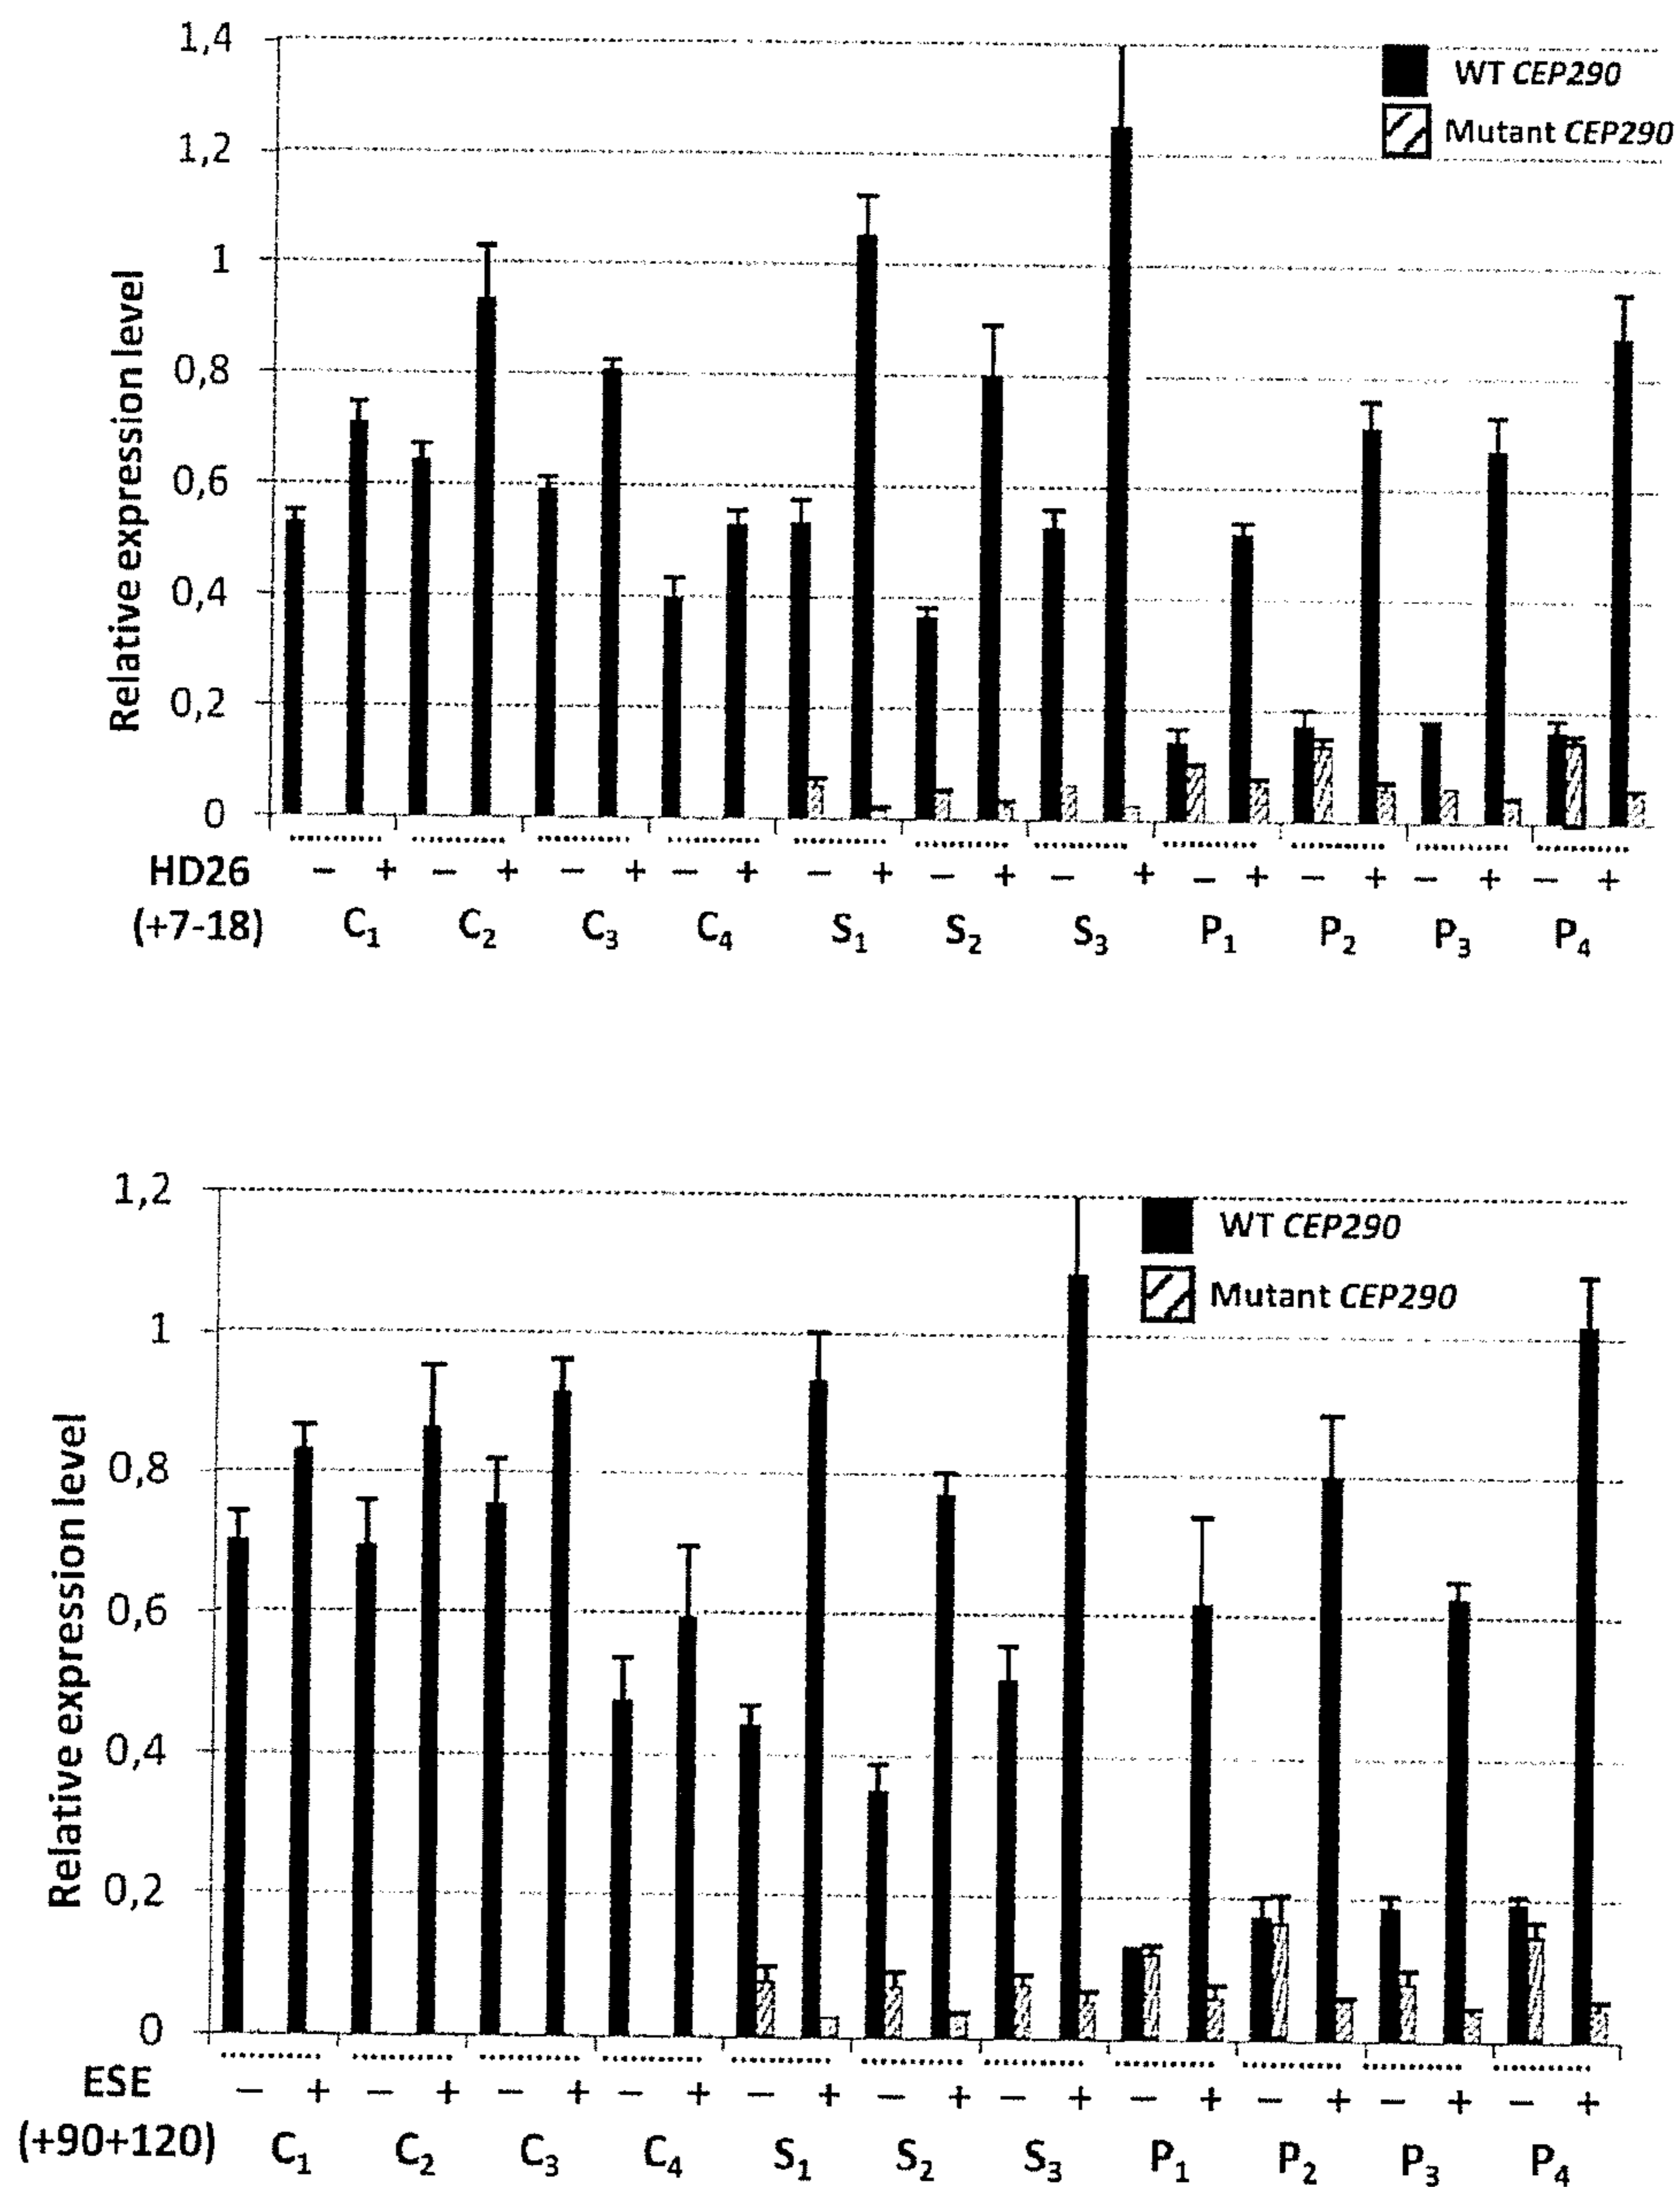 1,4
1,2
1
0,8
0,6
0,4
0,2
0
Relative expression level
WT CEP290
Mutant CEP290
HD26 − + − + − + − + − + − + − + − + − + − + − +
(+7-18) C₁ C₂ C₃ C₄ S₁ S₂ S₃ P₁ P₂ P₃ P₄
1,2
1
0,8
0,6
0,4
0,2
0
Relative expression level
WT CEP290
Mutant CEP290
ESE − + − + − + − + − + − + − + − + − + − + − +
(+90+120) C₁ C₂ C₃ C₄ S₁ S₂ S₃ P₁ P₂ P₃ P₄